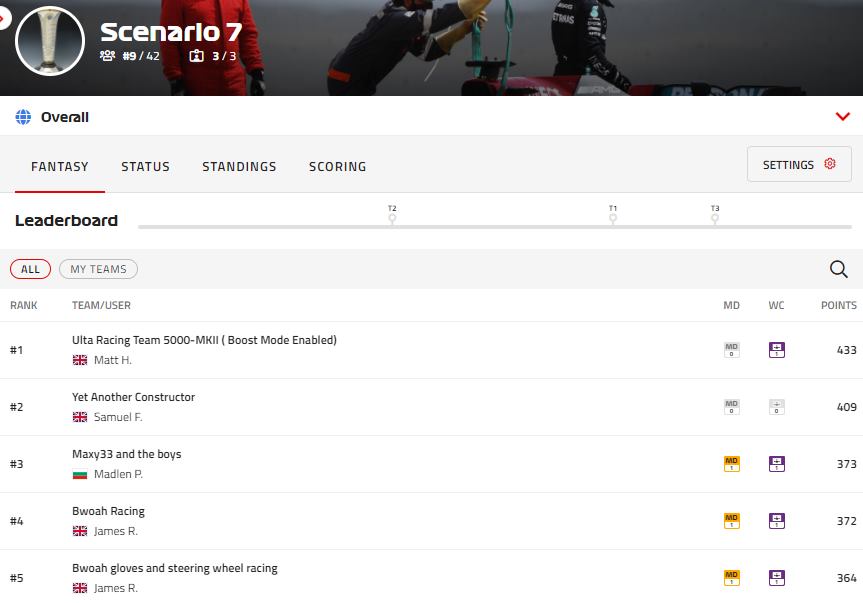 Scenario 7
#9 / 42 3 / 3
PETRONAS
AMG
Overall
FANTASY STATUS STANDINGS SCORING SETTINGS
T2 T1 T3
Leaderboard
ALL MY TEAMS
RANK TEAM/USER MD WC POINTS
#1 Ulta Racing Team 5000-MKII ( Boost Mode Enabled) MD 0 1 433
Matt H.
#2 Yet Another Constructor MD 0 0 409
Samuel F.
#3 Maxy33 and the boys MD 1 1 373
Madlen P.
#4 Bwoah Racing MD 1 1 372
James R.
#5 Bwoah gloves and steering wheel racing MD 1 1 364
James R.